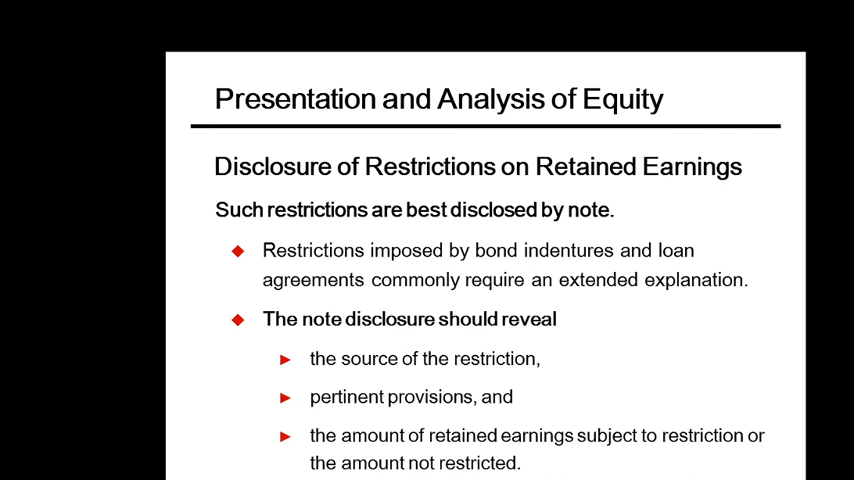 Presentation and Analysis of Equity
Disclosure of Restrictions on Retained Earnings
Such restrictions are best disclosed by note.
Restrictions imposed by bond indentures and loan
agreements commonly require an extended explanation.
The note disclosure should reveal
the source of the restriction,
pertinent provisions, and
the amount of retained earnings subject to restriction or
the amount not restricted.